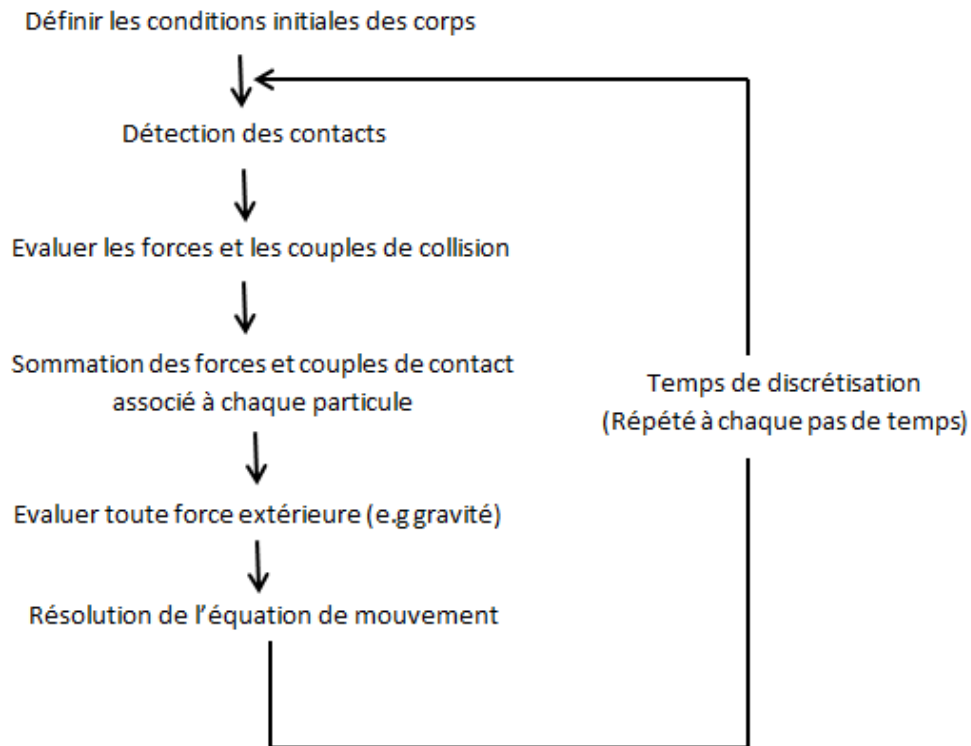 Définir les conditions initiales des corps
Détection des contacts
Evaluer les forces et les couples de collision
Sommation des forces et couples de contact
associé à chaque particule
Temps de discrétisation
(Répété à chaque pas de temps)
Evaluer toute force extérieure (e.g gravité)
Résolution de l'équation de mouvement